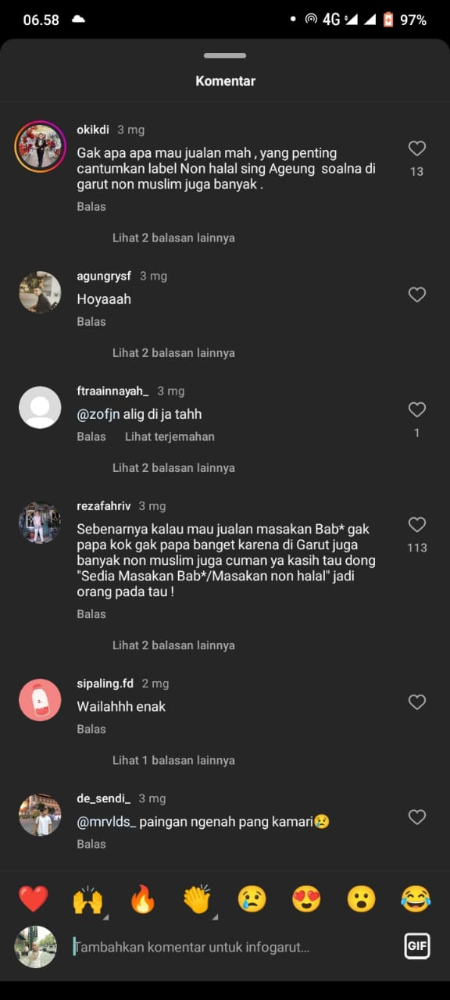 06.58
4G
97%
Komentar
okikdi 3 mg
Gak apa apa mau jualan mah , yang penting
cantumkan label Non halal sing Ageung soalna di
garut non muslim juga banyak .
13
Balas
Lihat 2 balasan lainnya
agungrysf 3 mg
Hoyaaah
Balas
Lihat 2 balasan lainnya
ftraainnayah_ 3 mg
@zofjn alig di ja tahh
Balas Lihat terjemahan
1
Lihat 2 balasan lainnya
rezafahriv 3 mg
Sebenarnya kalau mau jualan masakan Bab* gak
papa kok gak papa banget karena di Garut juga
banyak non muslim juga cuman ya kasih tau dong
"Sedia Masakan Bab*/Masakan non halal" jadi
orang pada tau !
113
Balas
Lihat 2 balasan lainnya
sipaling.fd 2 mg
Wailahhh enak
Balas
Lihat 1 balasan lainnya
de_sendi_ 3 mg
@mrvlds_ paingan ngenah pang kamari😢
Balas
❤️ 🙌 🔥 👏 😢 😍 😮 😂
Tambahkan komentar untuk infogarut...
GIF